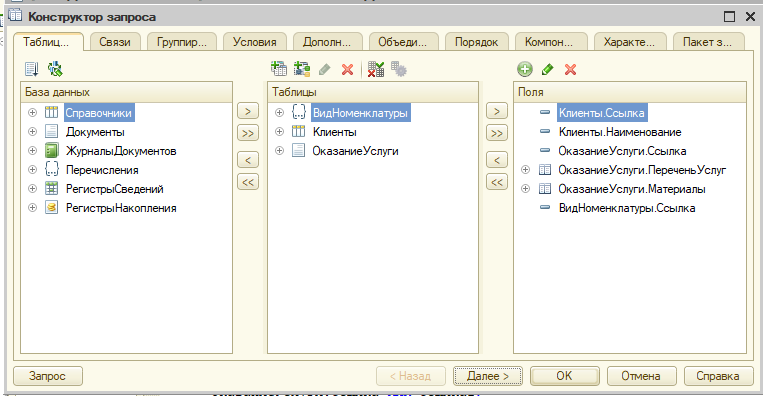 Конструктор запроса
Таблиц...
Связи
Группир...
Условия
Дополн...
Объеди...
Порядок
Компон...
Характе...
Пакет з...
База данных
Справочники
Документы
ЖурналыДокументов
Перечисления
РегистрыСведений
РегистрыНакопления
>
>>
<
<<
Таблицы
ВидНоменклатуры
Клиенты
ОказаниеУслуги
>
>>
<
<<
Поля
Клиенты.Ссылка
Клиенты.Наименование
ОказаниеУслуги.Ссылка
ОказаниеУслуги.ПереченьУслуг
ОказаниеУслуги.Материалы
ВидНоменклатуры.Ссылка
Запрос
< Назад
Далее >
OK
Отмена
Справка